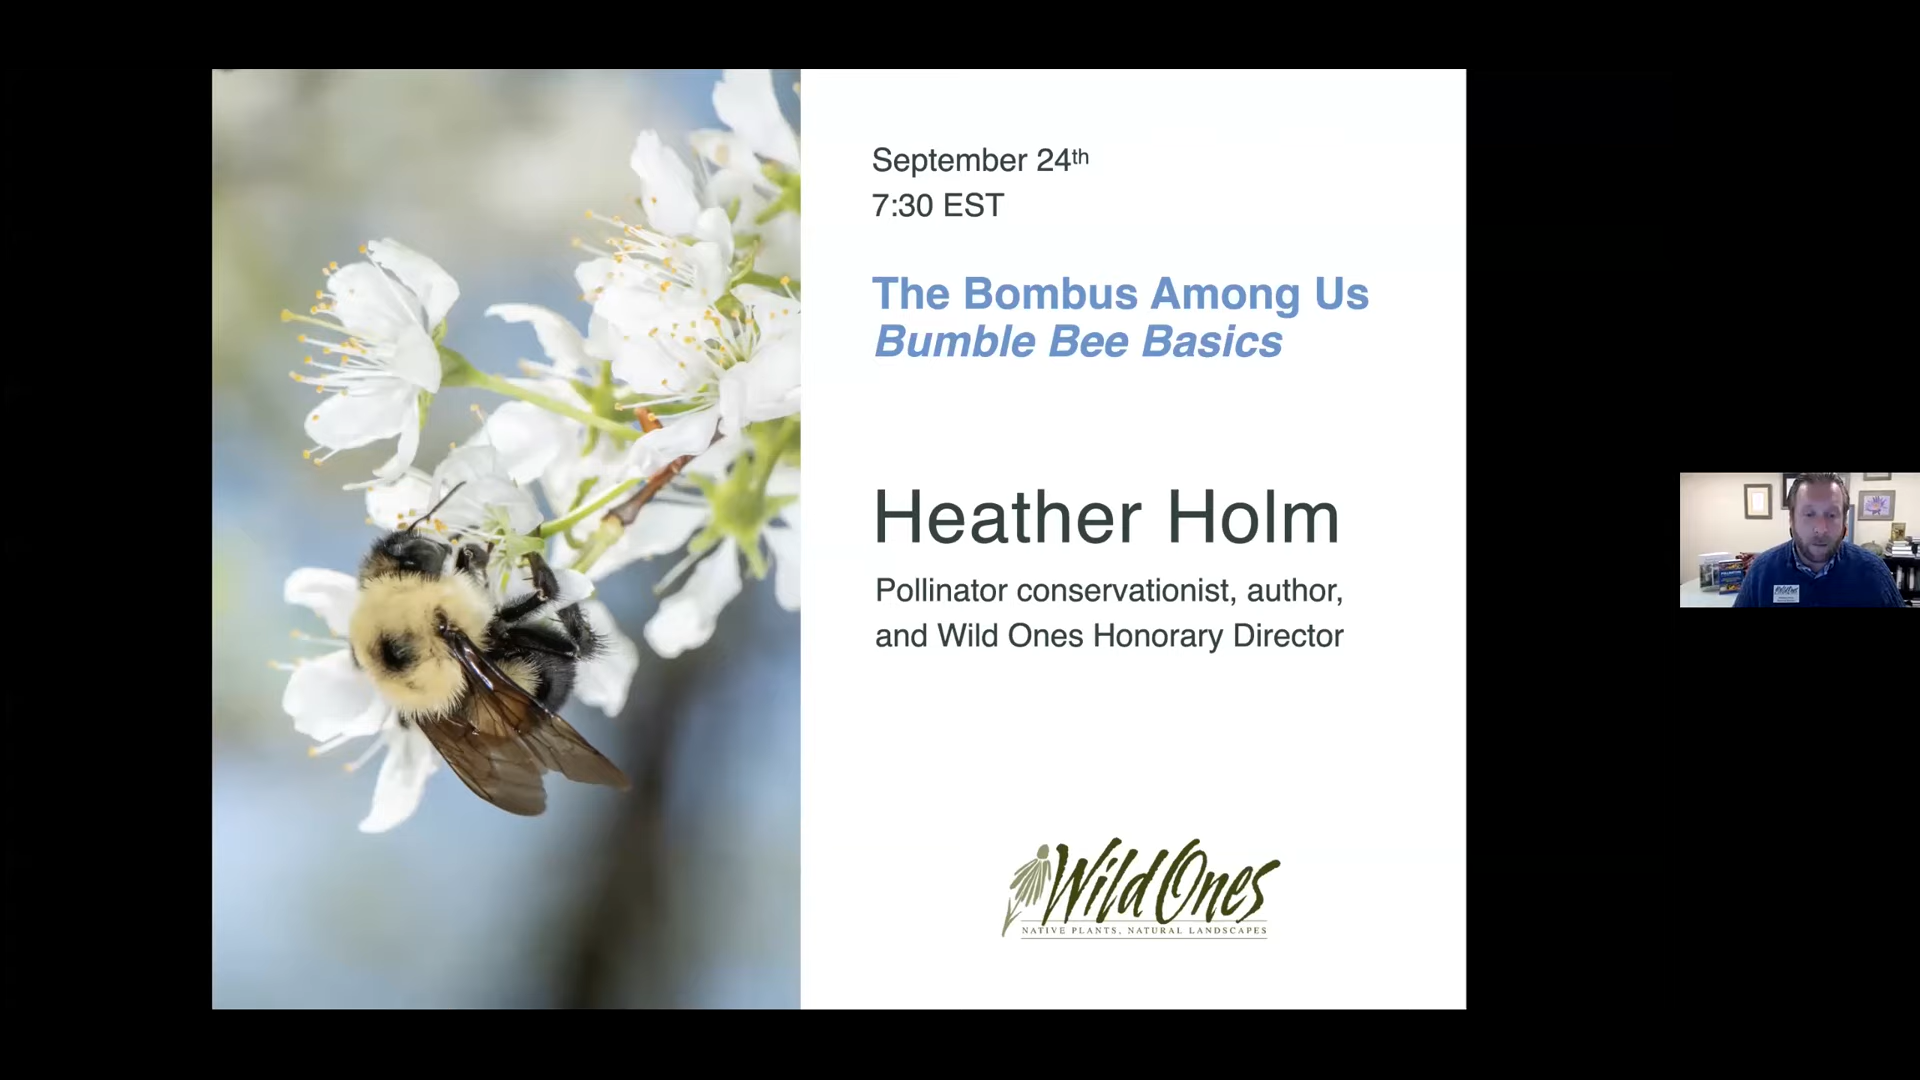 September 24th
7:30 EST
The Bombus Among Us
Bumble Bee Basics
Heather Holm
Pollinator conservationist, author,
and Wild Ones Honorary Director
Wild Ones
NATIVE PLANTS, NATURAL LANDSCAPES